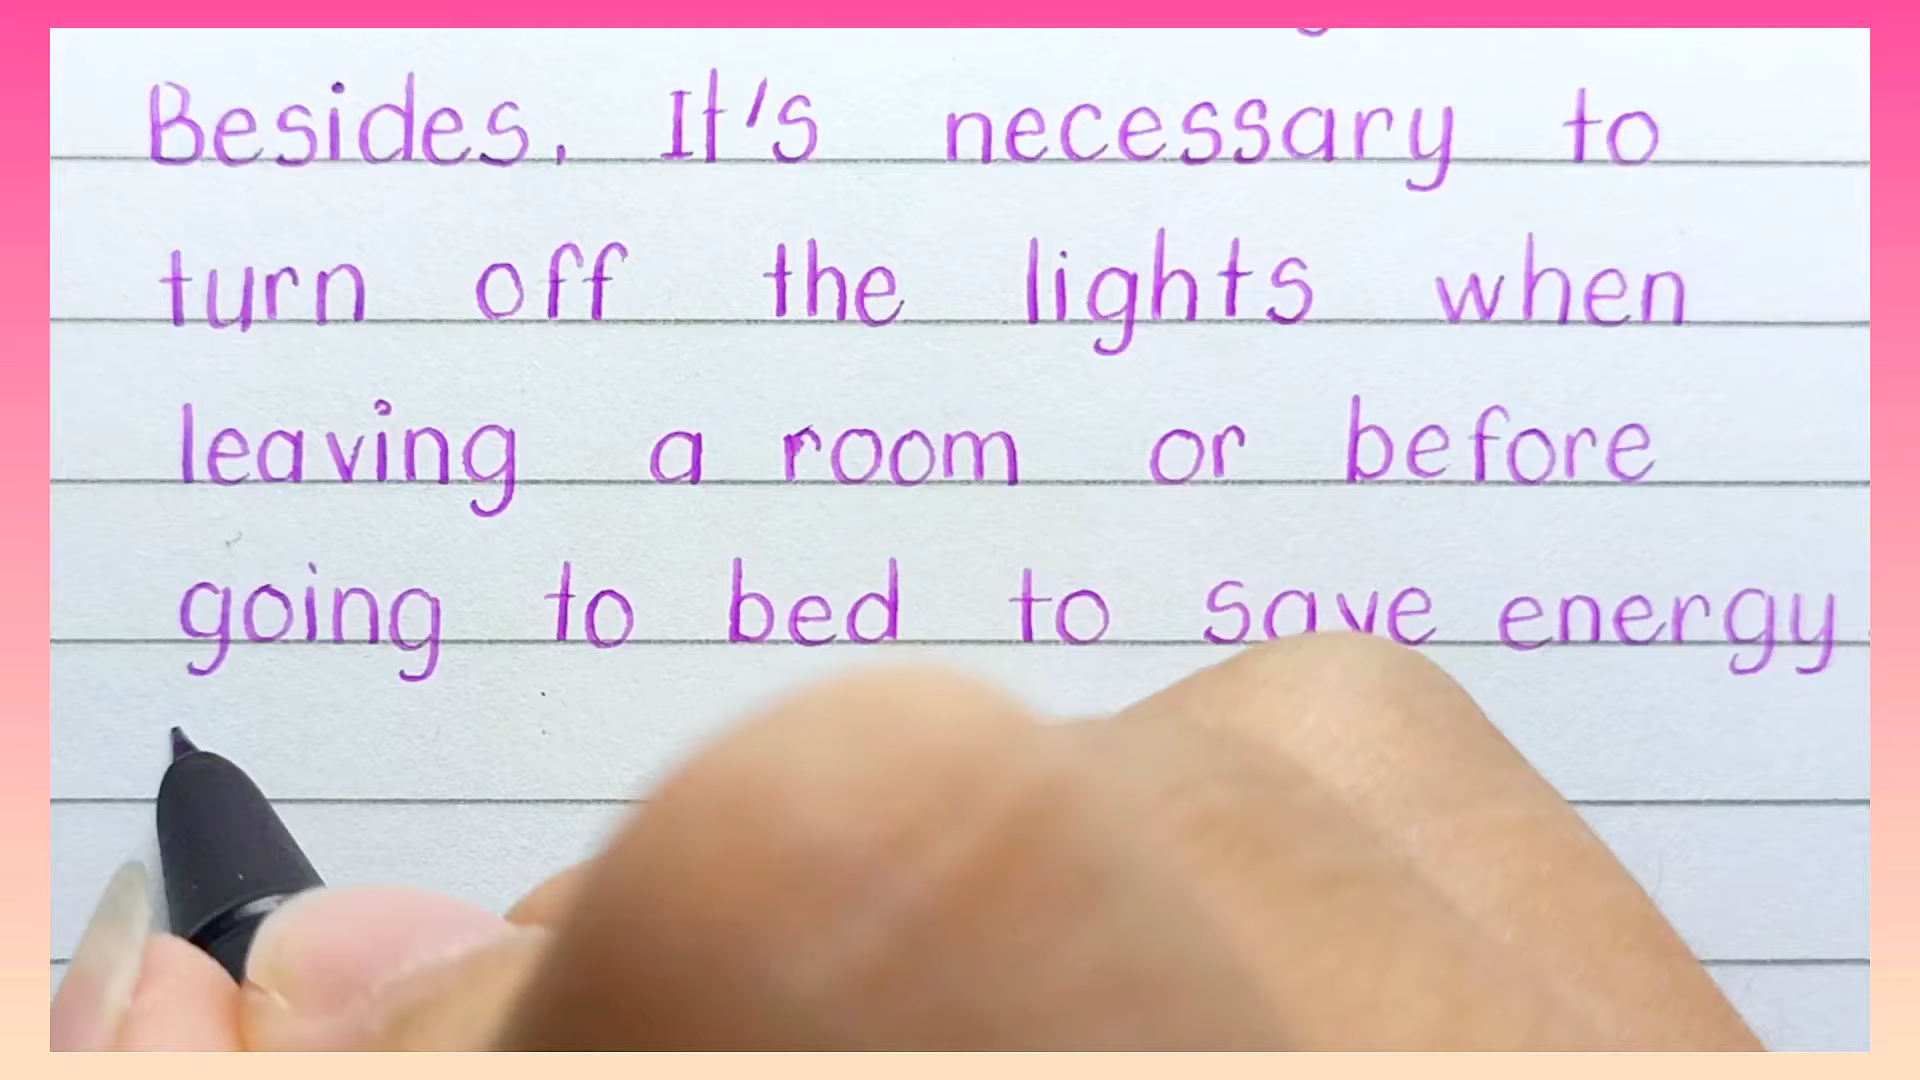 Besides, It's necessary to
turn off the lights when
leaving a room or before
going to bed to save energy.